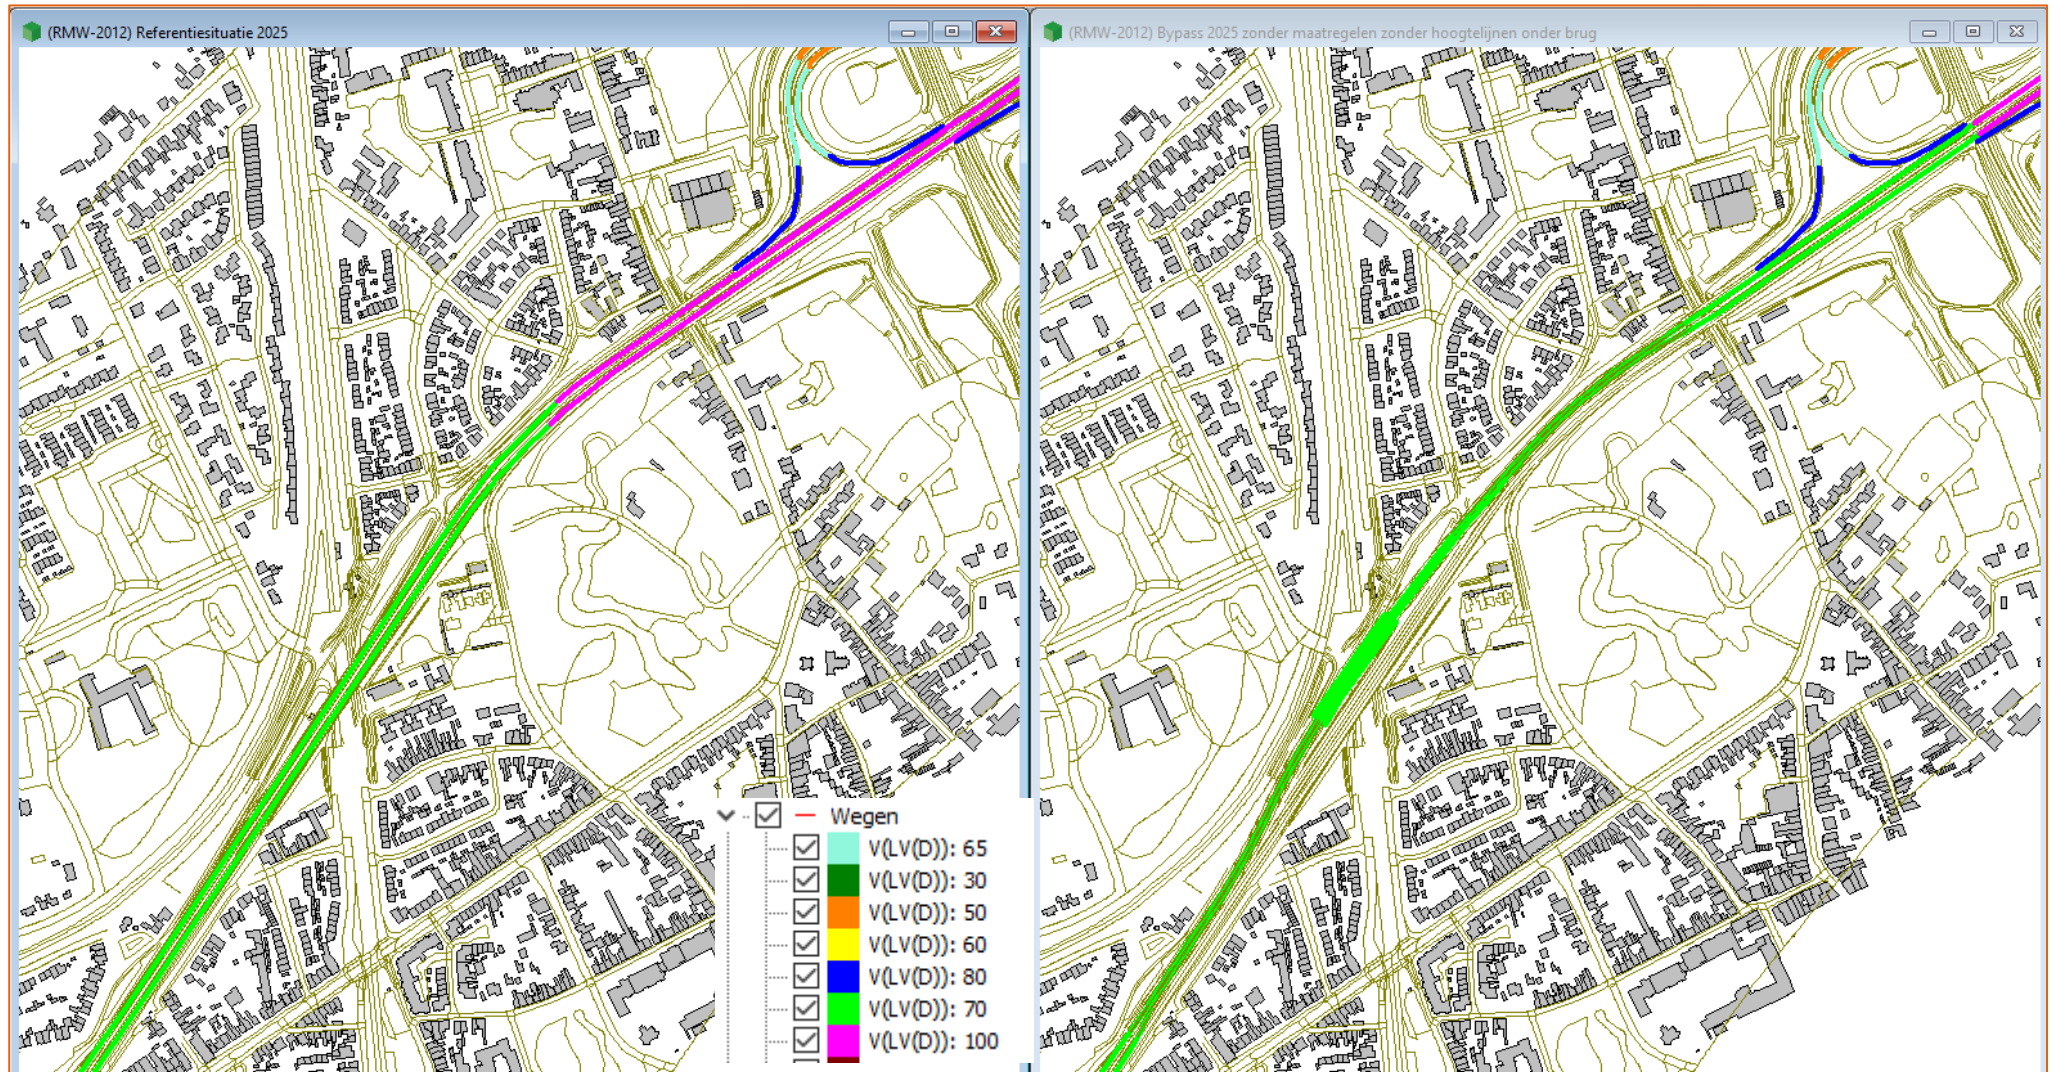 (RMW-2012) Referentiesituatie 2025
(RMW-2012) Bypass 2025 zonder maatregelen zonder hoogtelijnen onder brug
Wegen
V(LV(D)): 65
V(LV(D)): 30
V(LV(D)): 50
V(LV(D)): 60
V(LV(D)): 80
V(LV(D)): 70
V(LV(D)): 100